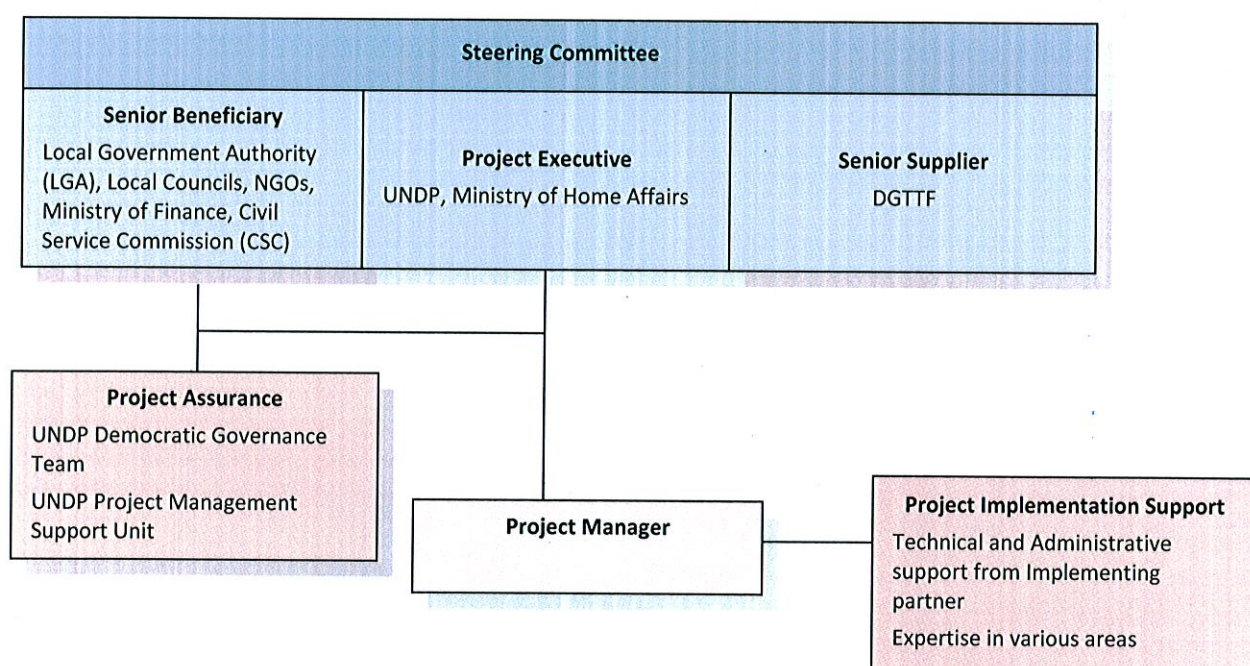 Steering Committee
Senior Beneficiary
Local Government Authority
(LGA), Local Councils, NGOs,
Ministry of Finance, Civil
Service Commission (CSC)
Project Executive
UNDP, Ministry of Home Affairs
Senior Supplier
DGTTF
Project Assurance
UNDP Democratic Governance
Team
UNDP Project Management
Support Unit
Project Manager
Project Implementation Support
Technical and Administrative
support from Implementing
partner
Expertise in various areas